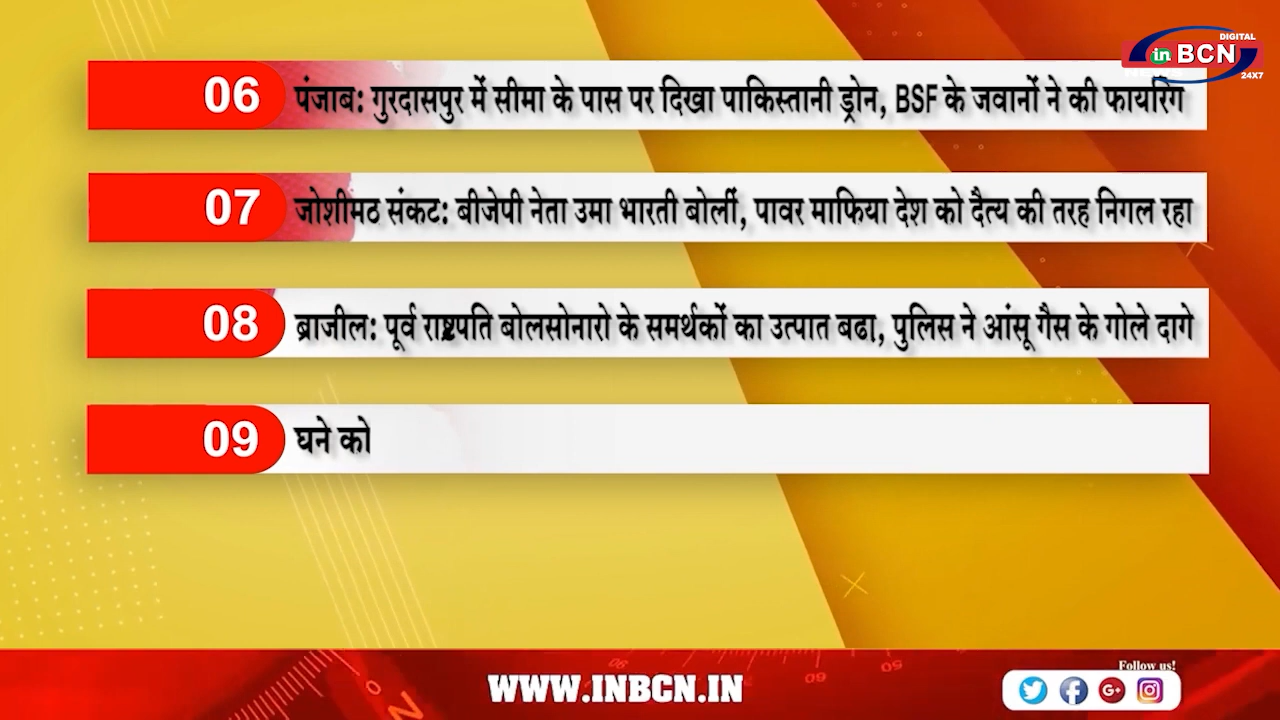 DIGITAL
in BCN
24X7
06 पंजाब: गुरदासपुर में सीमा के पास पर दिखा पाकिस्तानी ड्रोन, BSF के जवानों ने की फायरिंग
07 जोशीमठ संकट: बीजेपी नेता उमा भारती बोलीं, पावर माफिया देश को दैत्य की तरह निगल रहा
08 ब्राजील: पूर्व राष्ट्रपति बोलसोनारो के समर्थकों का उत्पात बढा, पुलिस ने आंसू गैस के गोले दागे
09 घने को
WWW.INBCN.IN
Follow us!